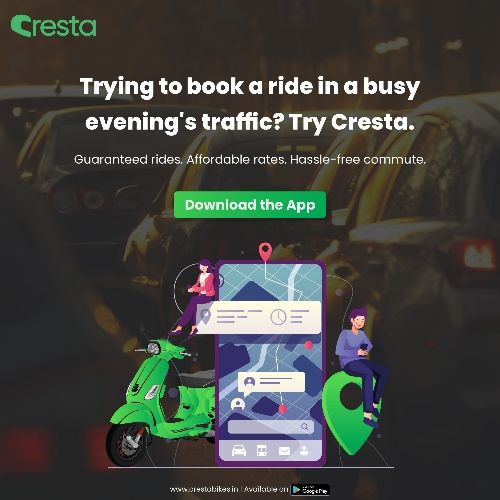 Cresta
Trying to book a ride in a busy
evening's traffic? Try Cresta.
Guaranteed rides. Affordable rates. Hassle-free commute.
Download the App
www.crestabikes.in | Available on Google Play